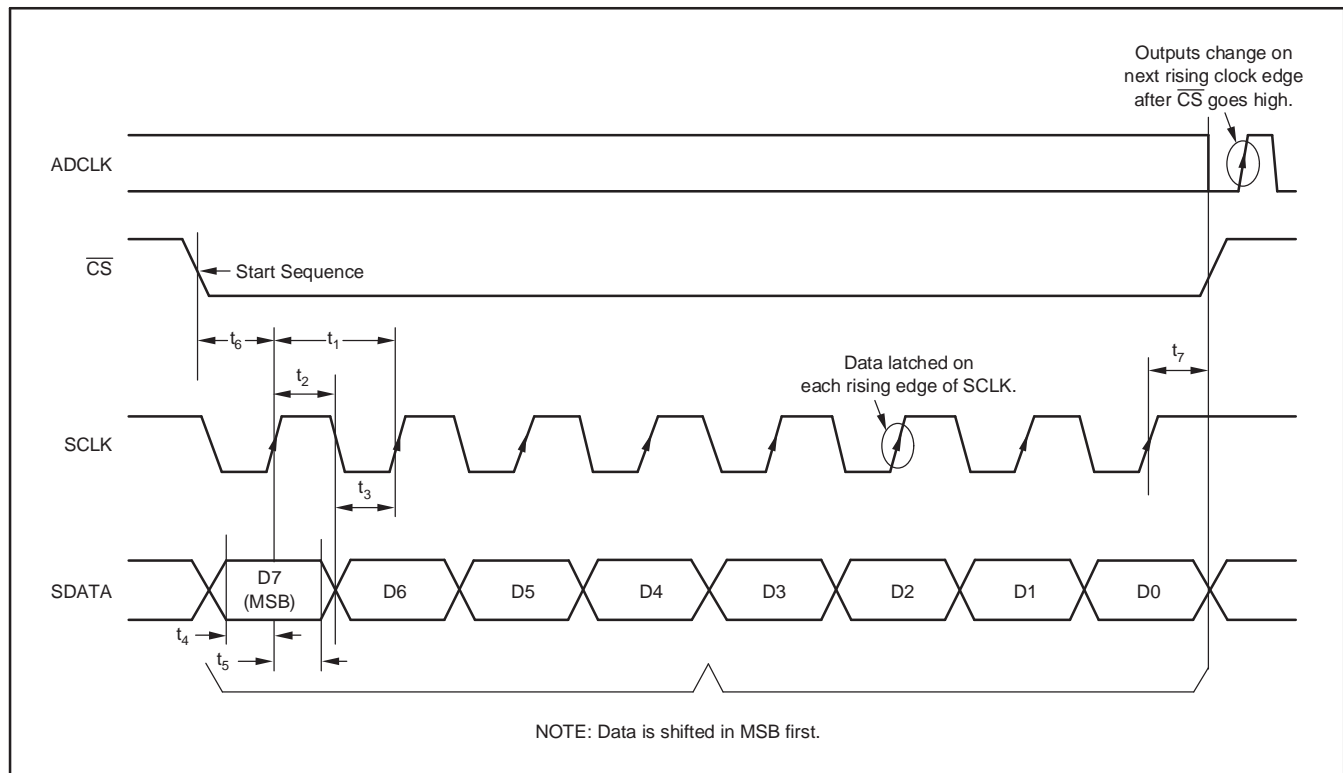 Outputs change on
next rising clock edge
after C̅S̅ goes high.
ADCLK
C̅S̅
Start Sequence
t6
t1
t2
t7
Data latched on
each rising edge of SCLK.
SCLK
t3
SDATA
D7
(MSB)
D6
D5
D4
D3
D2
D1
D0
t4
t5
NOTE: Data is shifted in MSB first.